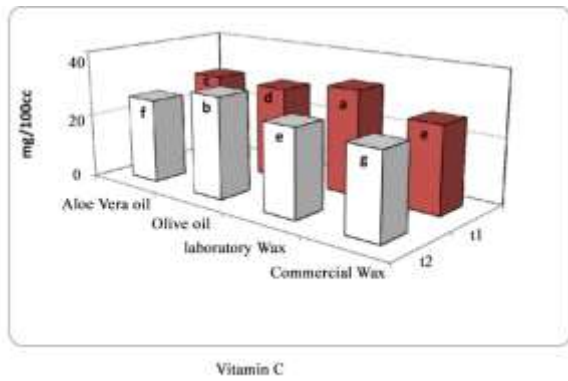 40
20
0
mg/100cc
c
d
a
e
f
b
e
g
Aloe Vera oil
Olive oil
laboratory Wax
Commercial Wax
t2
t1
Vitamin C